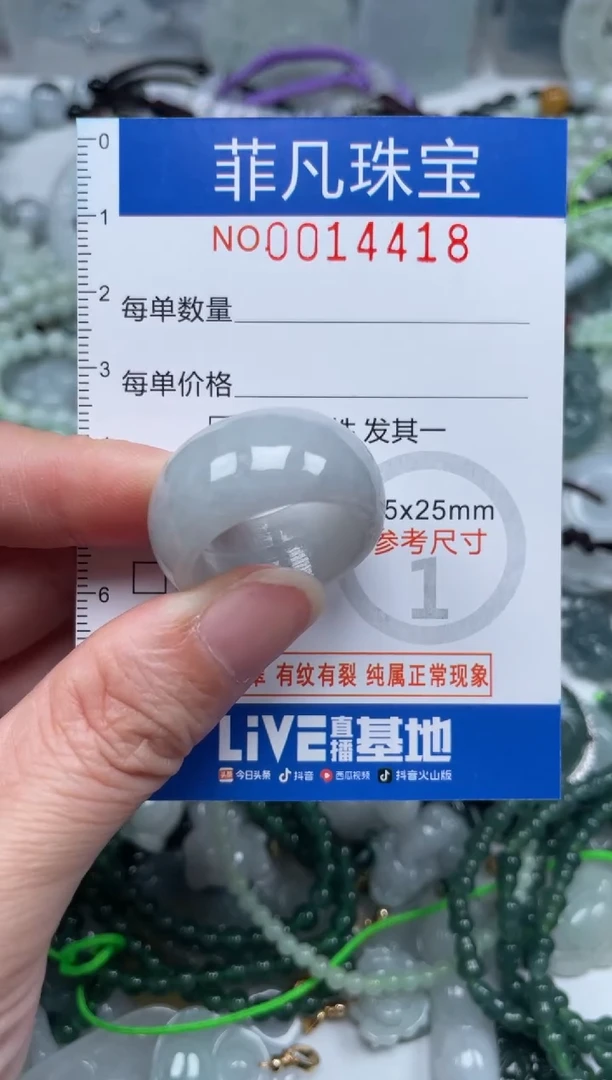 0
菲凡珠宝
1
NO.0014418
2
每单数量
3
每单价格
发其一
5x25mm
参考尺寸
1
6
有纹有裂 纯属正常现象
LiVE直播基地
今日头条 抖音 西瓜视频 抖音火山版